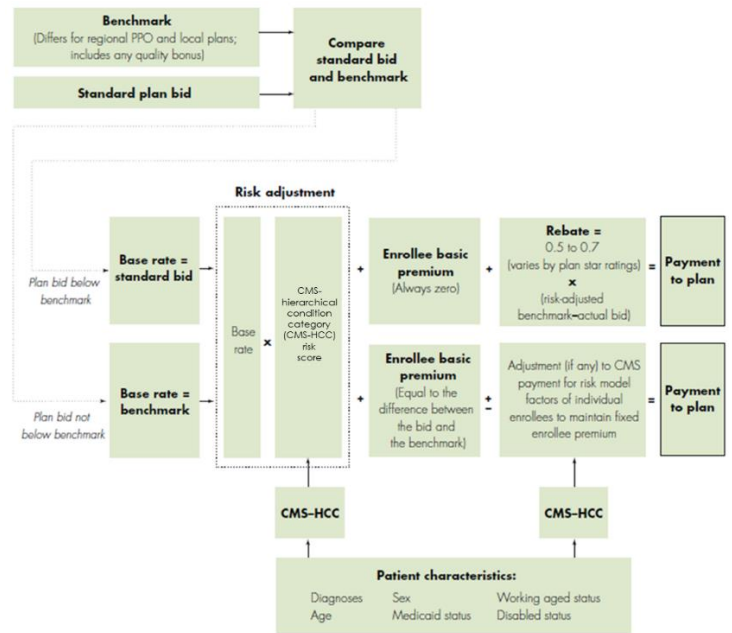 Benchmark
(Differs for regional PPO and local plans;
includes any quality bonus)
Standard plan bid
Compare
standard bid
and benchmark
Risk adjustment
Plan bid below
benchmark
Base rate =
standard bid
Base
rate
x
CMS-
hierarchical
condition
category
(CMS-HCC)
risk
score
+
Enrollee basic
premium
(Always zero)
+
Rebate =
0.5 to 0.7
(varies by plan star ratings)
x
(risk-adjusted
benchmark–actual bid)
=
Payment
to plan
Plan bid not
below benchmark
Base rate =
benchmark
+
Enrollee basic
premium
(Equal to the
difference between
the bid and
the benchmark)
+
–
Adjustment (if any) to CMS
payment for risk model
factors of individual
enrollees to maintain fixed
enrollee premium
=
Payment
to plan
CMS–HCC
CMS–HCC
Patient characteristics:
Diagnoses Sex Working aged status
Age Medicaid status Disabled status